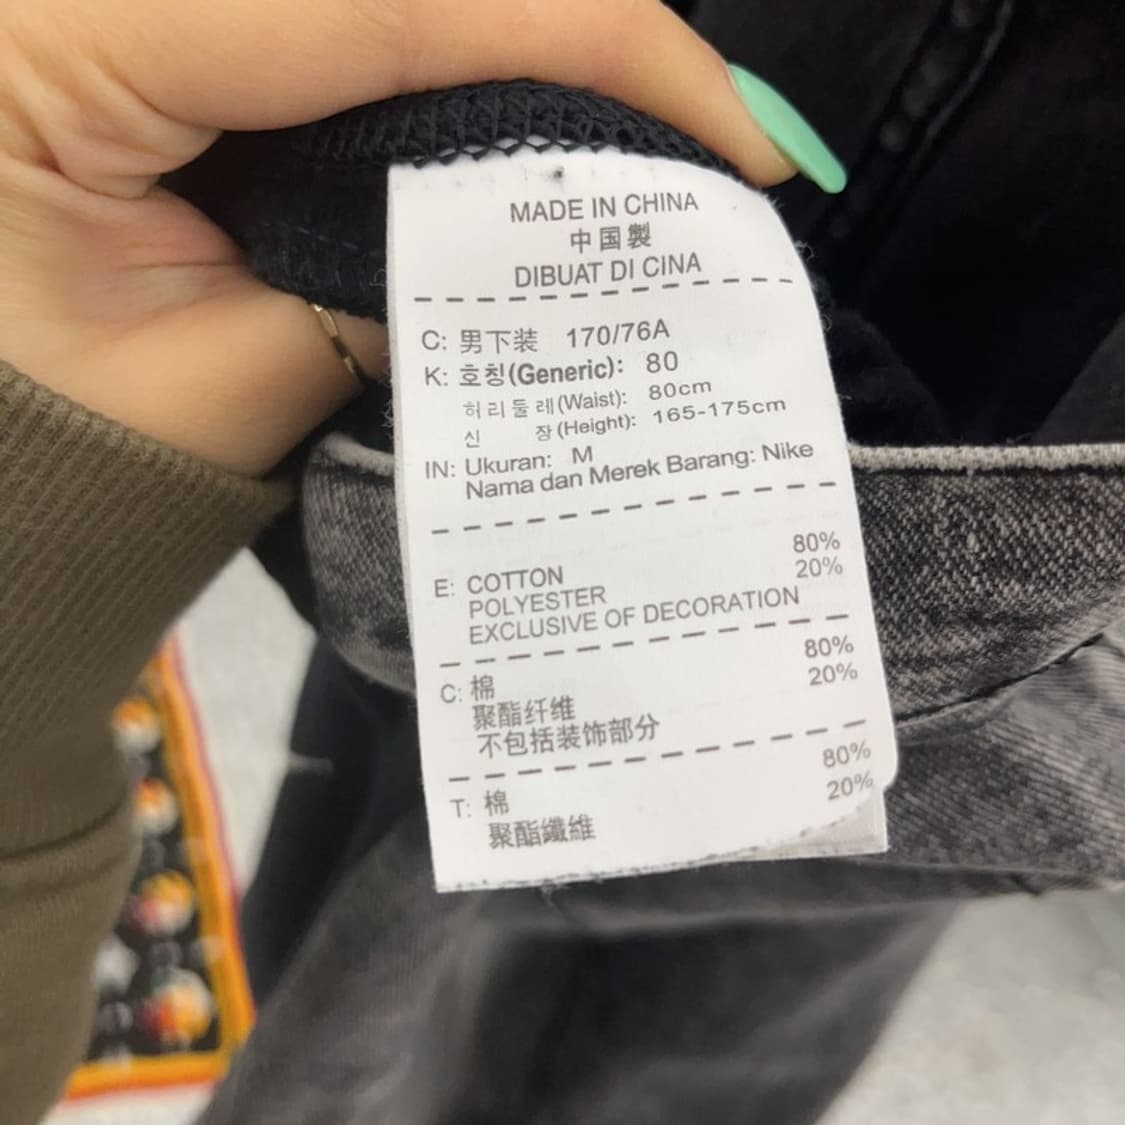 MADE IN CHINA
中国製
DIBUAT DI CINA
C: 男下装 170/76A
K: 호칭(Generic): 80
허리둘레(Waist): 80cm
신 장(Height): 165-175cm
IN: Ukuran: M
Nama dan Merek Barang: Nike
80%
E: COTTON 20%
POLYESTER
EXCLUSIVE OF DECORATION
80%
C: 棉 20%
聚酯纤维
不包括装饰部分
80%
T: 棉 20%
聚酯纖維